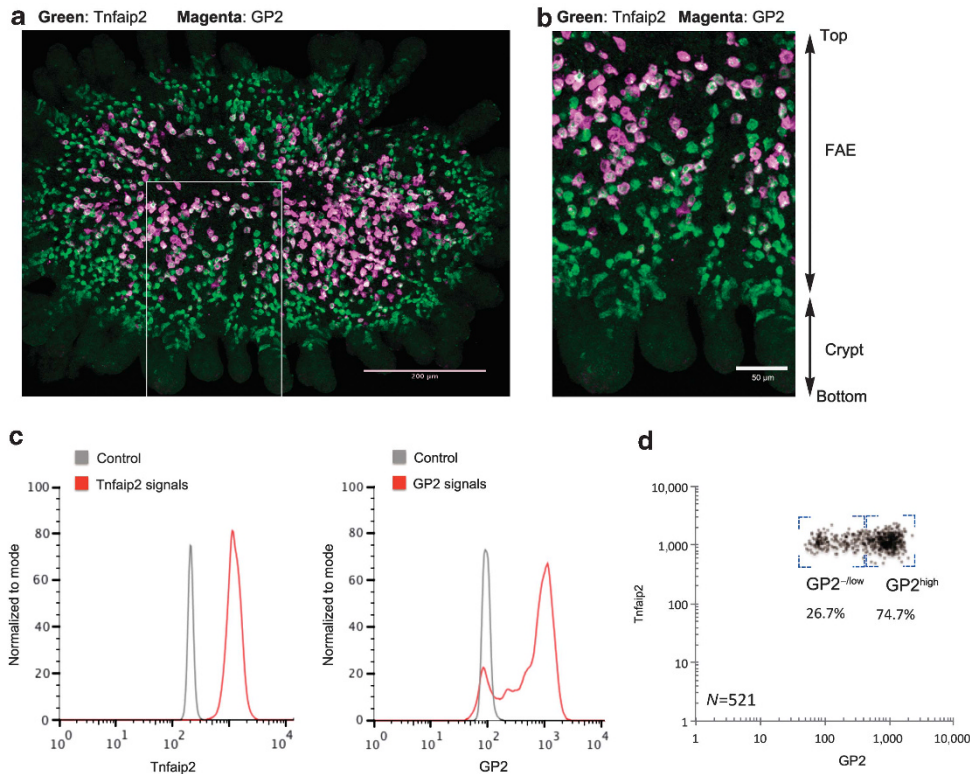 a Green: Tnfaip2 Magenta: GP2
200 µm
b Green: Tnfaip2 Magenta: GP2
Top
FAE
Crypt
Bottom
50 µm
c
Control
Tnfaip2 signals
Normalized to mode
100
80
60
40
20
0
10^0 10^2 10^3 10^4
Tnfaip2
Control
GP2 signals
Normalized to mode
100
80
60
40
20
0
10^0 10^2 10^3 10^4
GP2
d
Tnfaip2
10,000
1,000
100
10
1
GP2^–/low GP2^high
26.7% 74.7%
N=521
1 10 100 1,000 10,000
GP2